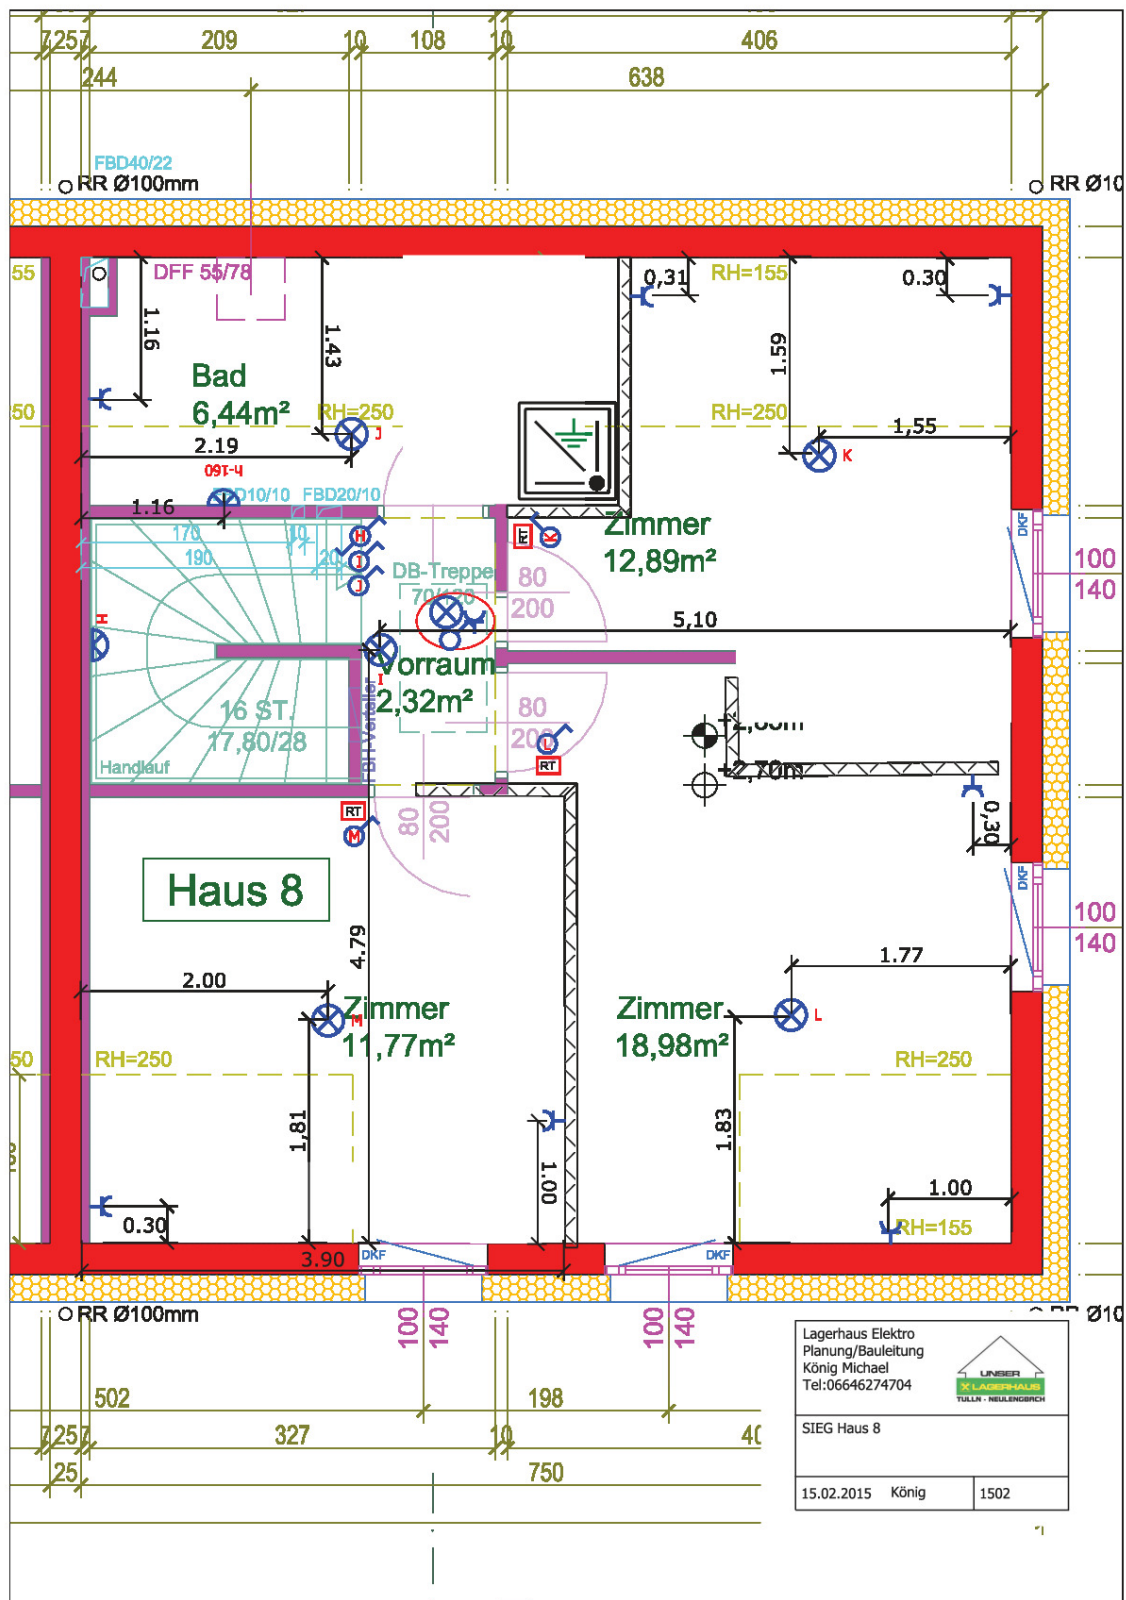 7 25 7
209
10
108
10
406
244
638
FBD40/22
RR Ø100mm
RR Ø10
55
DFF 55/78
0,31
RH=155
0.30
1.16
1.43
1.59
Bad
6,44m²
50
RH=250
RH=250
1,55
J
K
2.19
h-160
FBD10/10
FBD20/10
1.16
170
10
190
20
H
I
J
RT
K
Zimmer
12,89m²
DKF
100
140
DB-Treppe
70/120
80
200
5,10
H
Vorraum
2,32m²
I
FBH-Verteiler
16 ST.
17,80/28
Handlauf
80
200
L
RT
+2,70m
0,30
RT
M
80
200
DKF
100
140
Haus 8
4.79
2.00
1.77
Zimmer
11,77m²
M
Zimmer
18,98m²
L
50
RH=250
RH=250
1,81
1.83
1.00
1.00
0.30
RH=155
3.90
DKF
DKF
RR Ø100mm
Ø10
100
140
100
140
Lagerhaus Elektro
Planung/Bauleitung
König Michael
Tel:06646274704
UNSER
X LAGERHAUS
TULLN - NEULENGBACH
SIEG Haus 8
15.02.2015 König
1502
502
198
7 25 7
327
10
40
25
750